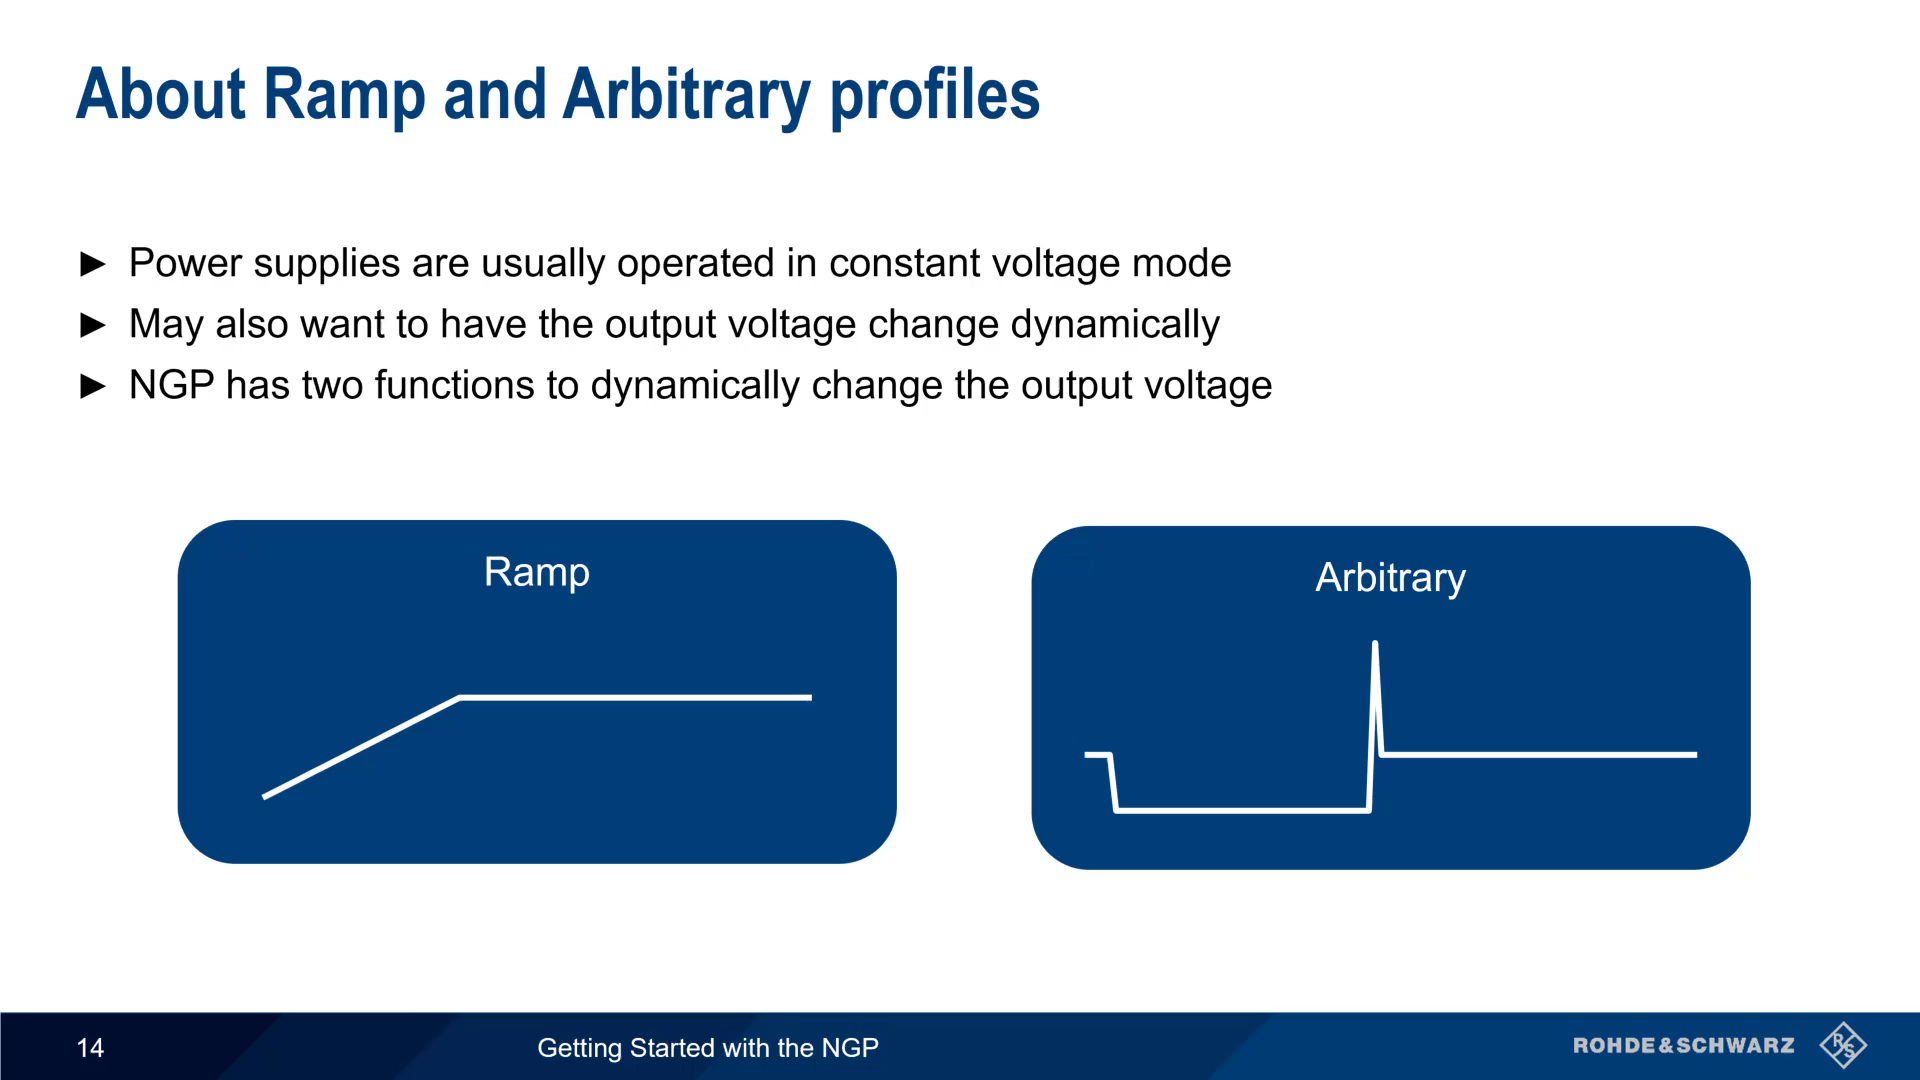 About Ramp and Arbitrary profiles
► Power supplies are usually operated in constant voltage mode
► May also want to have the output voltage change dynamically
► NGP has two functions to dynamically change the output voltage
Ramp
Arbitrary
14
Getting Started with the NGP
ROHDE&SCHWARZ
R&S